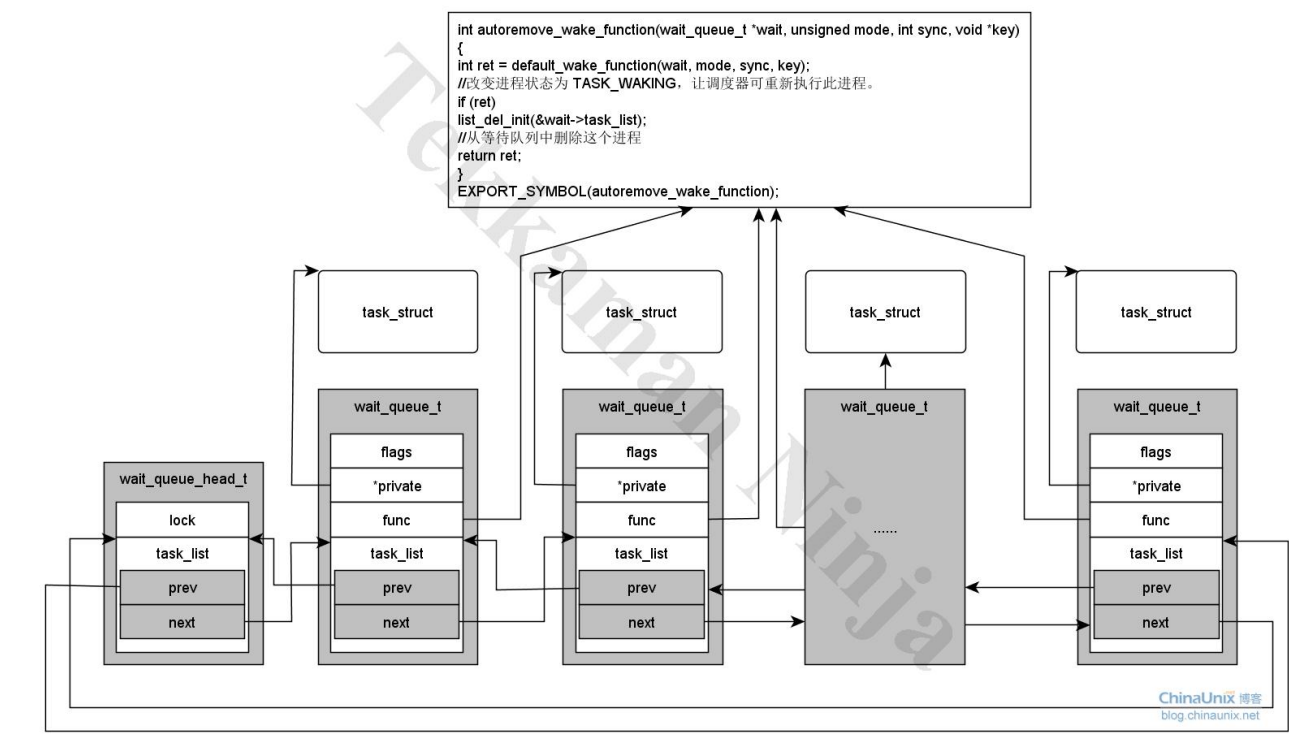 int autoremove_wake_function(wait_queue_t *wait, unsigned mode, int sync, void *key)
{
int ret = default_wake_function(wait, mode, sync, key);
//改变进程状态为 TASK_WAKING，让调度器可重新执行此进程。
if (ret)
list_del_init(&wait->task_list);
//从等待队列中删除这个进程
return ret;
}
EXPORT_SYMBOL(autoremove_wake_function);
task_struct
task_struct
task_struct
task_struct
wait_queue_head_t
lock
task_list
prev
next
wait_queue_t
flags
*private
func
task_list
prev
next
wait_queue_t
flags
*private
func
task_list
prev
next
wait_queue_t
......
wait_queue_t
flags
*private
func
task_list
prev
next
Tekkaman Ninja
ChinaUnix 博客
blog.chinaunix.net